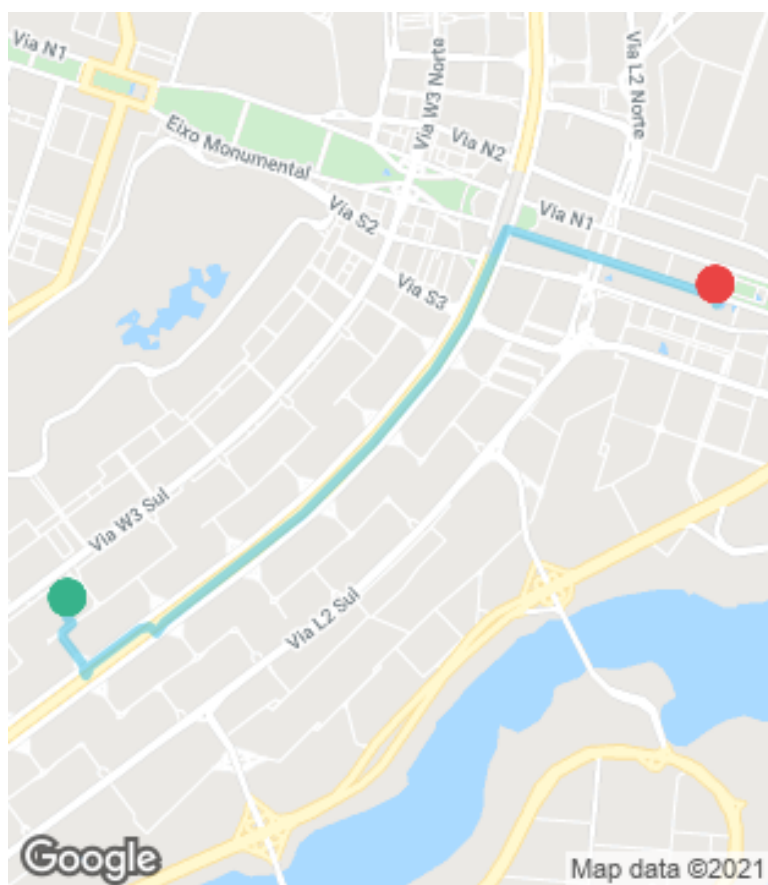 Via N1
Via W3 Norte
Via L2 Norte
Eixo Monumental
Via N2
Via S2
Via N1
Via S3
Via W3 Sul
Via L2 Sul
Google
Map data ©2021